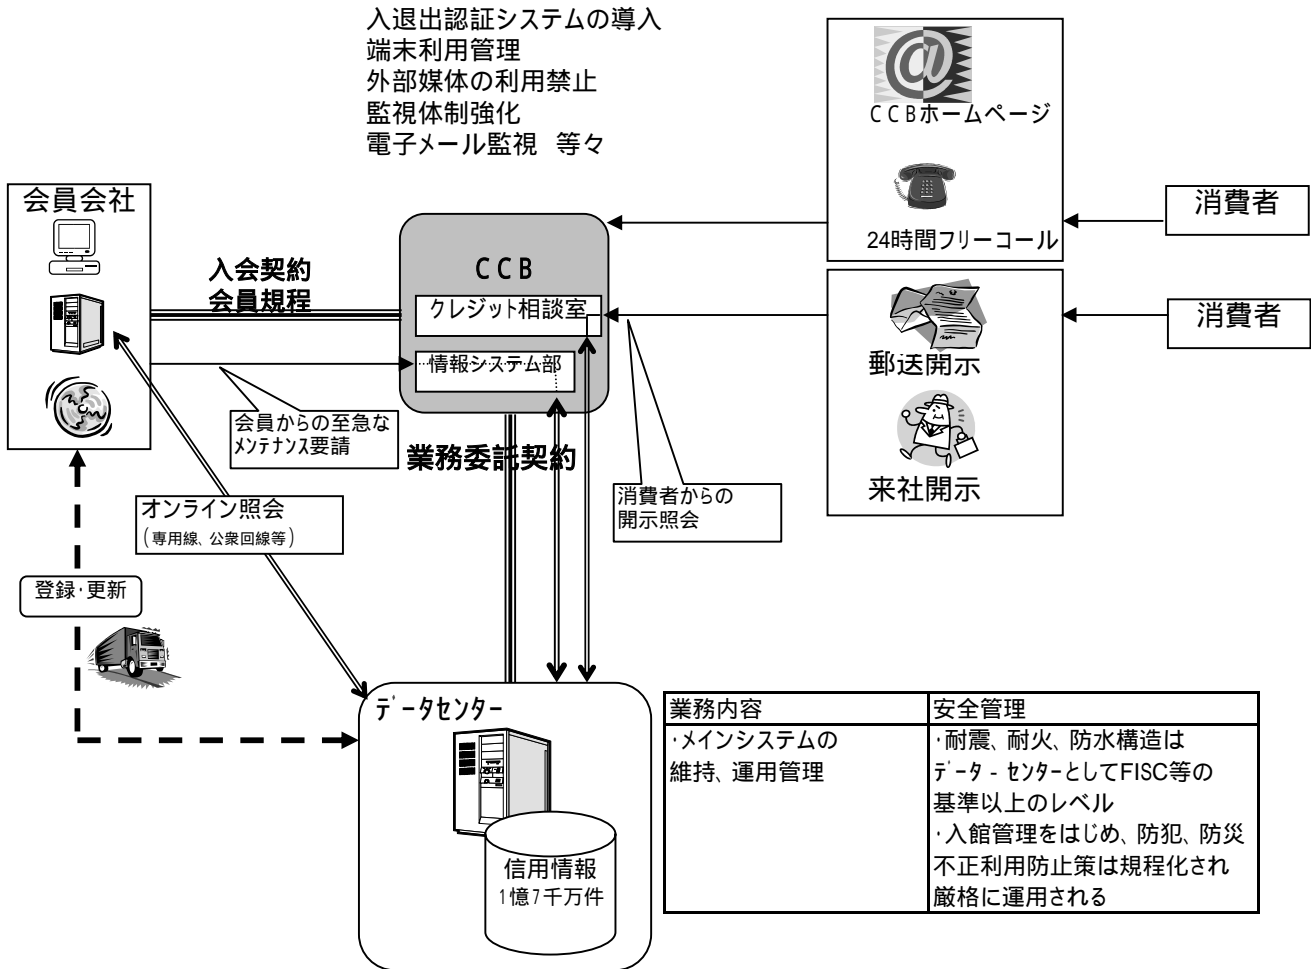 入退出認証システムの導入
端末利用管理
外部媒体の利用禁止
監視体制強化
電子メール監視 等々
CCBホームページ
24時間フリーコール
消費者
会員会社
入会契約
会員規程
CCB
クレジット相談室
情報システム部
消費者
郵送開示
来社開示
会員からの至急な
ﾒﾝﾃﾅﾝｽ要請
業務委託契約
消費者からの
開示照会
オンライン照会
(専用線、公衆回線等)
登録・更新
ﾃﾞｰﾀｾﾝﾀｰ
信用情報
1憶7千万件
業務内容
・メインシステムの
維持、運用管理
安全管理
・耐震、耐火、防水構造は
ﾃﾞｰﾀ-ｾﾝﾀｰとしてFISC等の
基準以上のレベル
・入館管理をはじめ、防犯、防災
不正利用防止策は規程化され
厳格に運用される